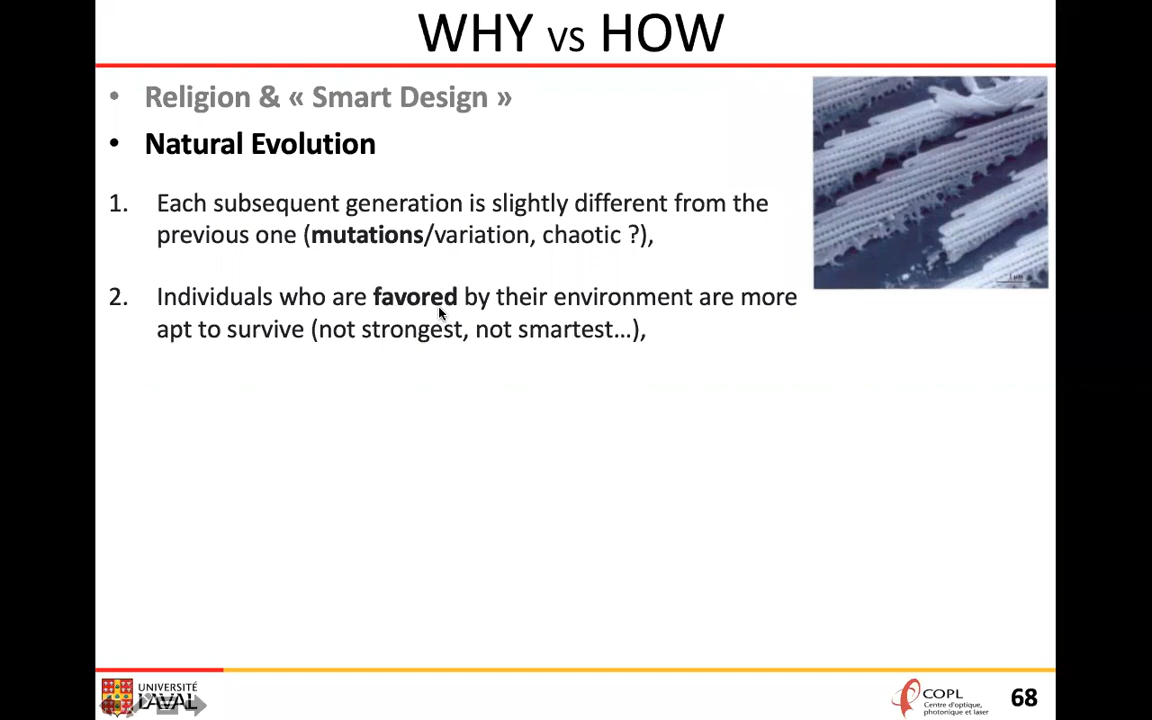 WHY vs HOW
• Religion & « Smart Design »
• Natural Evolution
1. Each subsequent generation is slightly different from the
previous one (mutations/variation, chaotic ?),
2. Individuals who are favored by their environment are more
apt to survive (not strongest, not smartest…),
UNIVERSITÉ
LAVAL
COPL
Centre d'optique,
photonique et laser
68